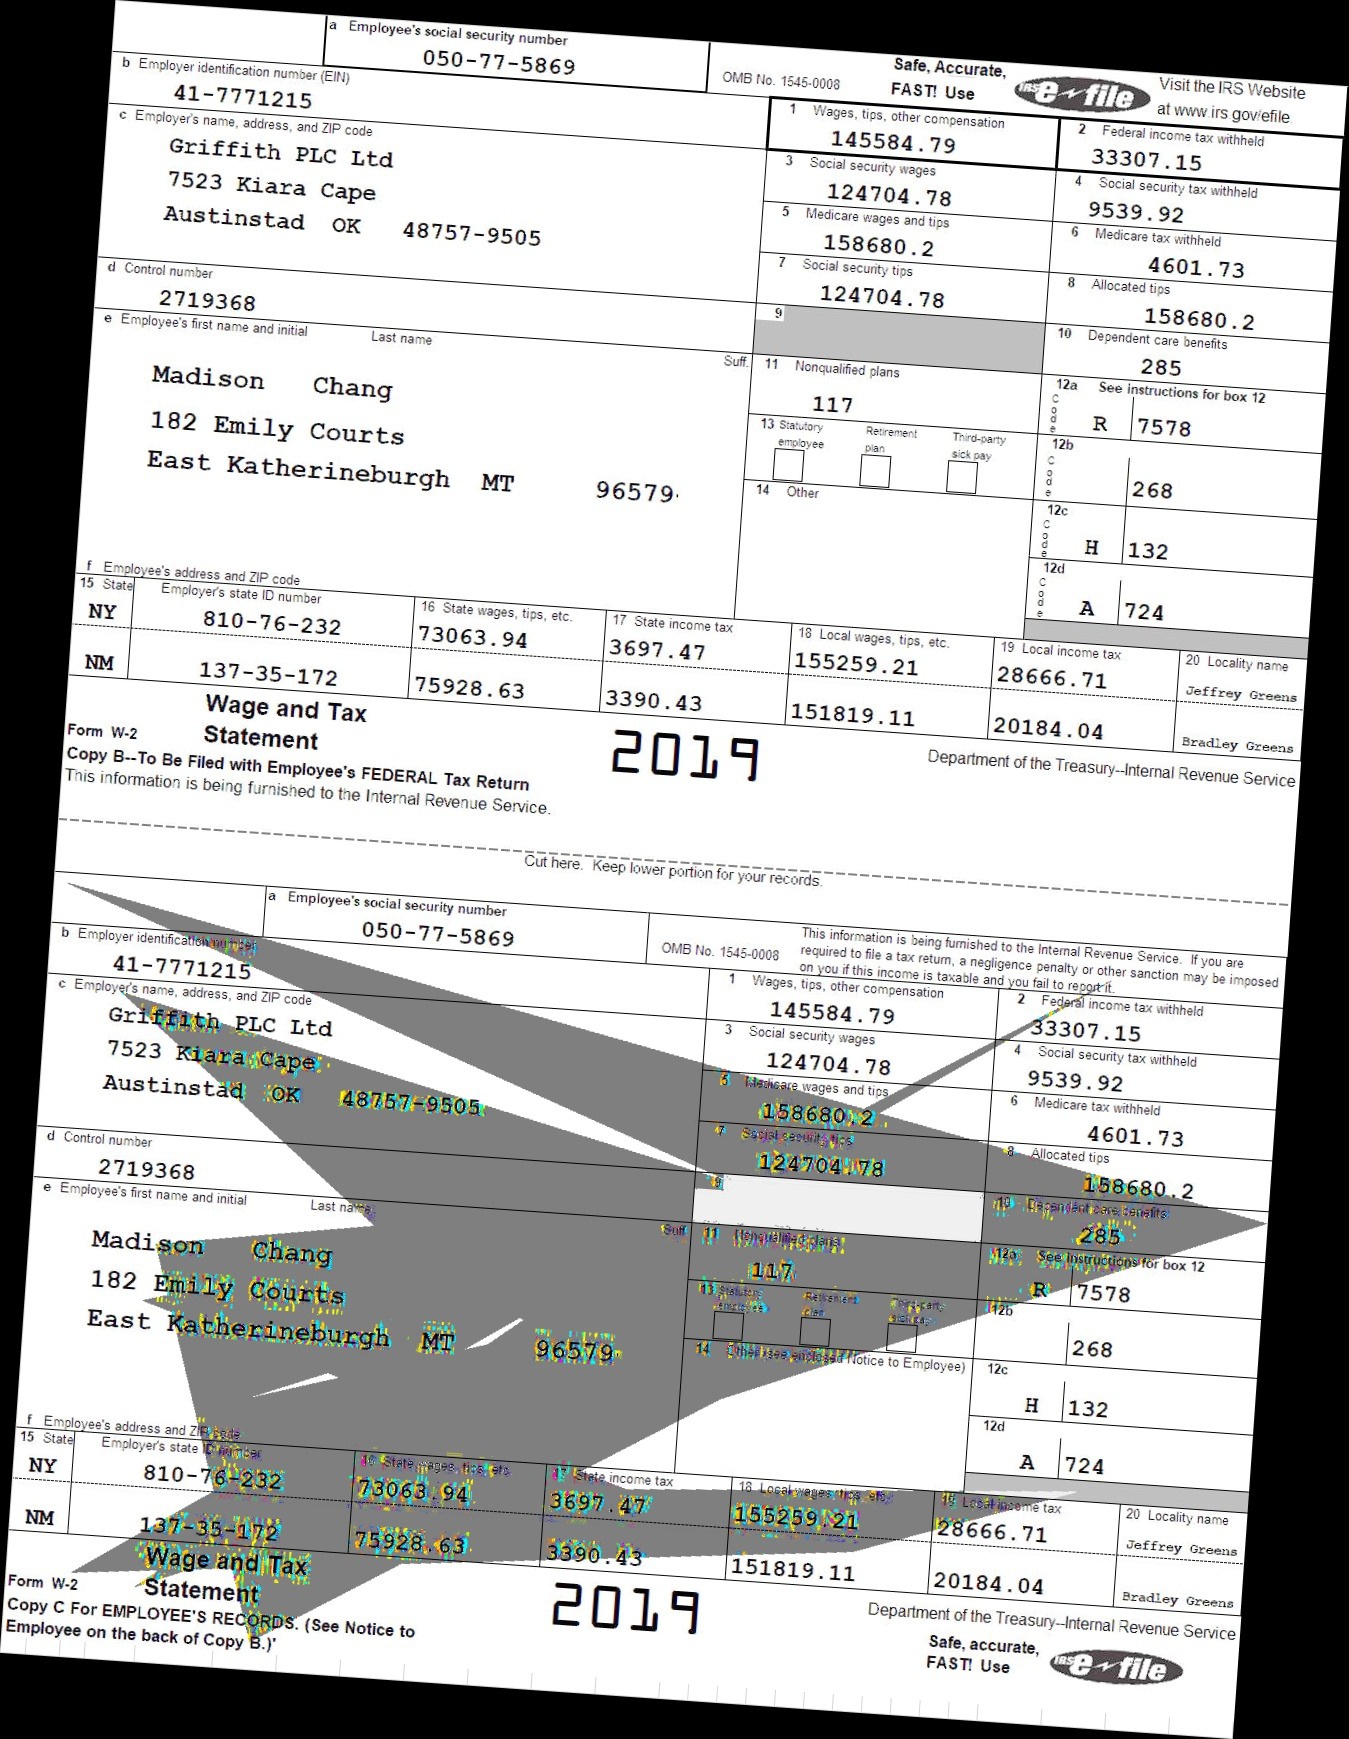 a Employee's social security number
050-77-5869
OMB No. 1545-0008
Safe, Accurate,
FAST! Use
IRS e-file
Visit the IRS Website
at www.irs.gov/efile.
b Employer identification number (EIN)
41-7771215
1 Wages, tips, other compensation
145584.79
2 Federal income tax withheld
33307.15
c Employer's name, address, and ZIP code
Griffith PLC Ltd
7523 Kiara Cape
Austinstad OK 48757-9505
3 Social security wages
124704.78
4 Social security tax withheld
9539.92
5 Medicare wages and tips
158680.2
6 Medicare tax withheld
4601.73
7 Social security tips
124704.78
8 Allocated tips
158680.2
d Control number
2719368
9
10 Dependent care benefits
285
e Employee's first name and initial Last name Suff.
Madison Chang
182 Emily Courts
East Katherineburgh MT 96579-
11 Nonqualified plans
117
12a See instructions for box 12
Code R 7578
13 Statutory employee Retirement plan Third-party sick pay
12b
Code 268
14 Other
12c
Code H 132
12d
Code A 724
f Employee's address and ZIP code
15 State Employer's state ID number 16 State wages, tips, etc. 17 State income tax 18 Local wages, tips, etc. 19 Local income tax 20 Locality name
NY 810-76-232 73063.94 3697.47 155259.21 28666.71 Jeffrey Greens
NM 137-35-172 75928.63 3390.43 151819.11 20184.04 Bradley Greens
Form W-2 Wage and Tax
Statement
2019
Department of the Treasury--Internal Revenue Service
Copy B--To Be Filed with Employee's FEDERAL Tax Return
This information is being furnished to the Internal Revenue Service.
Cut here. Keep lower portion for your records.
a Employee's social security number
050-77-5869
OMB No. 1545-0008
This information is being furnished to the Internal Revenue Service. If you are
required to file a tax return, a negligence penalty or other sanction may be imposed
on you if this income is taxable and you fail to report it.
b Employer identification number
41-7771215
1 Wages, tips, other compensation
145584.79
2 Federal income tax withheld
33307.15
c Employer's name, address, and ZIP code
Griffith PLC Ltd
7523 Kiara Cape
Austinstad OK 48757-9505
3 Social security wages
124704.78
4 Social security tax withheld
9539.92
5 Medicare wages and tips
158680.2
6 Medicare tax withheld
4601.73
7 Social security tips
124704.78
8 Allocated tips
158680.2
d Control number
2719368
9
10 Dependent care benefits
285
e Employee's first name and initial Last name Suff.
Madison Chang
182 Emily Courts
East Katherineburgh MT 96579-
11 Nonqualified plans
117
12a See instructions for box 12
R 7578
13 Statutory employee Retirement plan Third-party sick pay
12b
268
14 Other (see enclosed Notice to Employee)
12c
H 132
12d
A 724
f Employee's address and ZIP code
15 State Employer's state ID number 16 State wages, tips, etc. 17 State income tax 18 Local wages, tips, etc. 19 Local income tax 20 Locality name
NY 810-76-232 73063.94 3697.47 155259.21 28666.71 Jeffrey Greens
NM 137-35-172 75928.63 3390.43 151819.11 20184.04 Bradley Greens
Form W-2 Wage and Tax
Statement
2019
Department of the Treasury--Internal Revenue Service
Copy C For EMPLOYEE'S RECORDS. (See Notice to
Employee on the back of Copy B.)'
Safe, accurate,
FAST! Use
IRS e-file